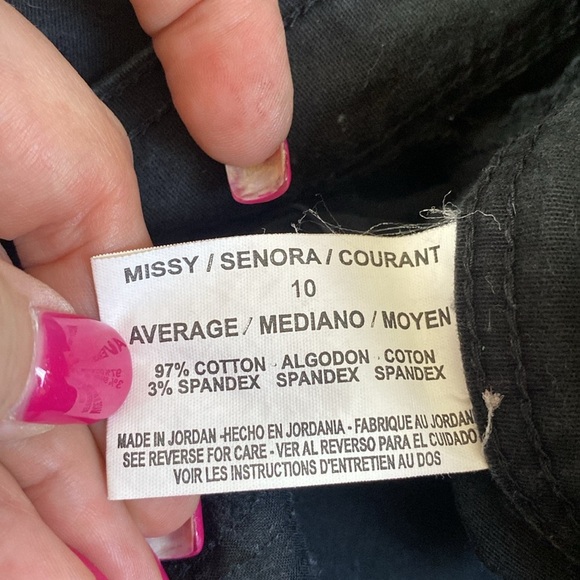 MISSY / SENORA / COURANT
10
AVERAGE / MEDIANO / MOYEN
97% COTTON ALGODON COTON
3% SPANDEX SPANDEX SPANDEX
MADE IN JORDAN -HECHO EN JORDANIA - FABRIQUE AU JORDAN
SEE REVERSE FOR CARE - VER AL REVERSO PARA EL CUIDADO
VOIR LES INSTRUCTIONS D'ENTRETIEN AU DOS